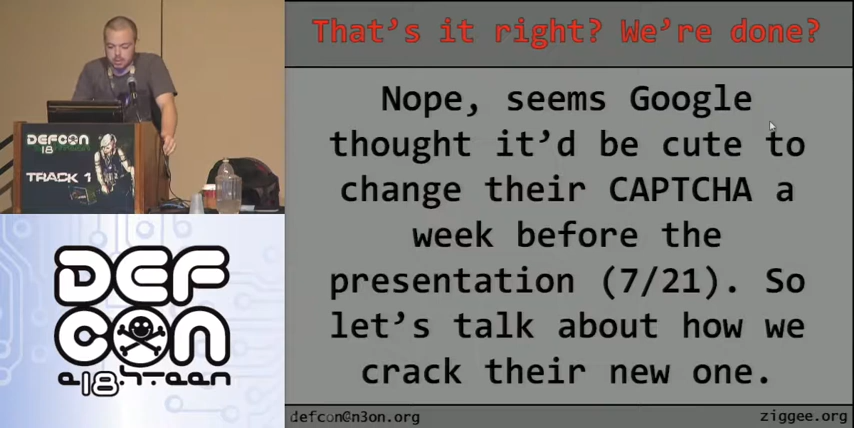 That's it right? We're done?
Nope, seems Google
thought it'd be cute to
change their CAPTCHA a
week before the
presentation (7/21). So
let's talk about how we
crack their new one.
defcon@n3on.org
ziggee.org
DEFCON
18
TRACK 1
DEF
CON
e18hteen